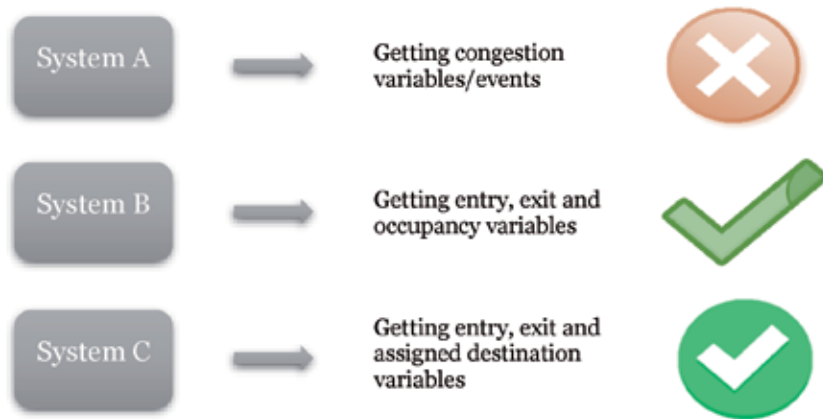 System A
Getting congestion
variables/events
System B
Getting entry, exit and
occupancy variables
System C
Getting entry, exit and
assigned destination
variables